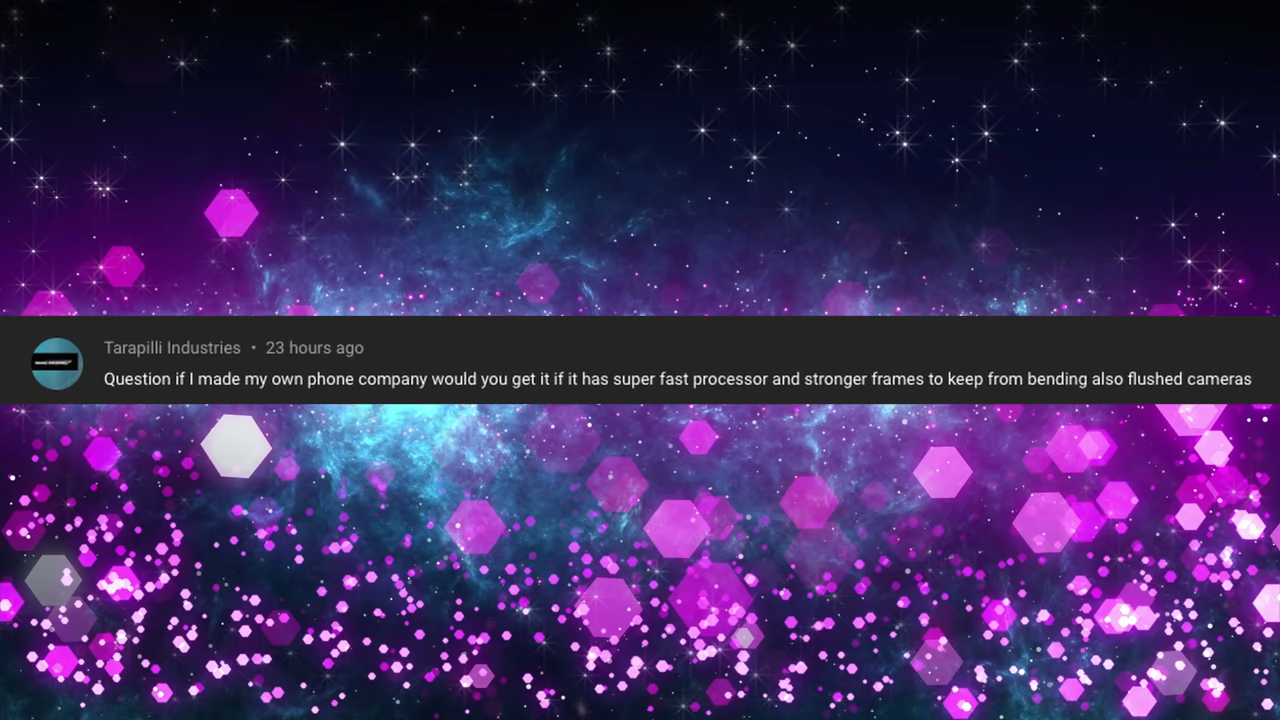 Tarapilli Industries • 23 hours ago
Question if I made my own phone company would you get it if it has super fast processor and stronger frames to keep from bending also flushed cameras